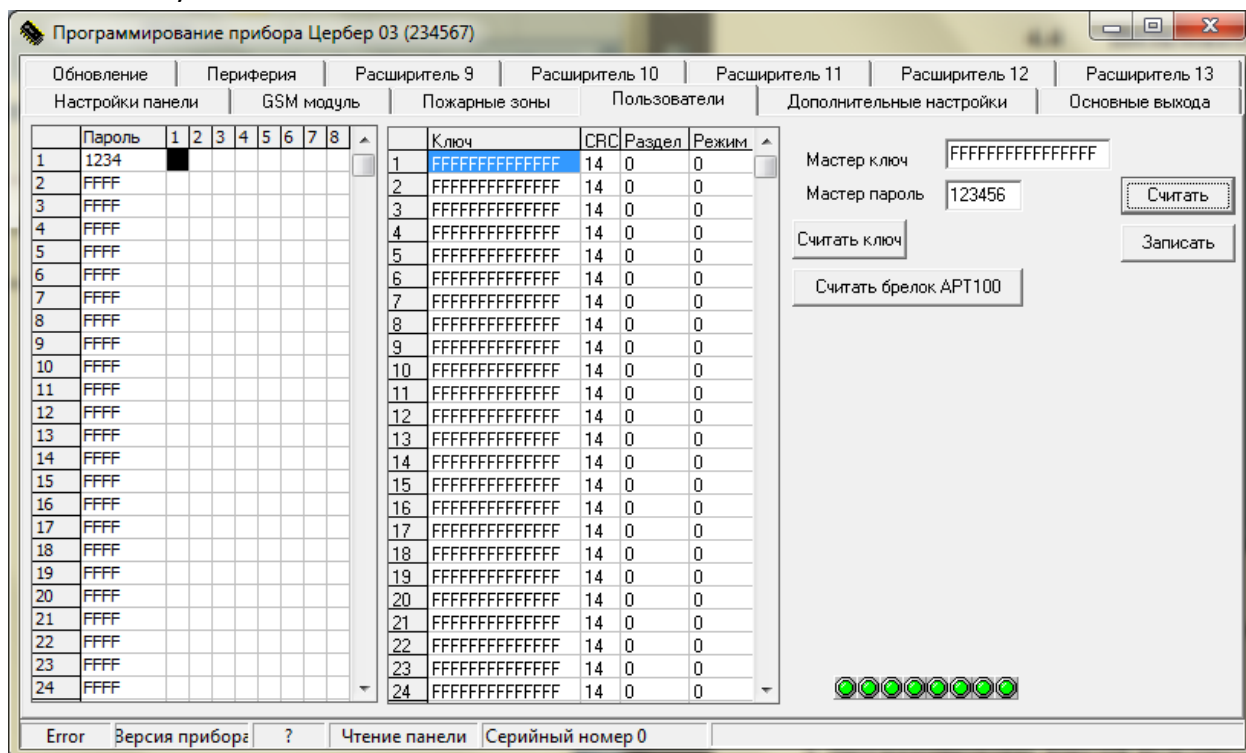 Программирование прибора Цербер 03 (234567)
Обновление Периферия Расширитель 9 Расширитель 10 Расширитель 11 Расширитель 12 Расширитель 13
Настройки панели GSM модуль Пожарные зоны Пользователи Дополнительные настройки Основные выхода
Пароль 1 2 3 4 5 6 7 8 Ключ CRC Раздел Режим
1 1234 1 FFFFFFFFFFFFFF 14 0 0
2 FFFF 2 FFFFFFFFFFFFFF 14 0 0
3 FFFF 3 FFFFFFFFFFFFFF 14 0 0
4 FFFF 4 FFFFFFFFFFFFFF 14 0 0
5 FFFF 5 FFFFFFFFFFFFFF 14 0 0
6 FFFF 6 FFFFFFFFFFFFFF 14 0 0
7 FFFF 7 FFFFFFFFFFFFFF 14 0 0
8 FFFF 8 FFFFFFFFFFFFFF 14 0 0
9 FFFF 9 FFFFFFFFFFFFFF 14 0 0
10 FFFF 10 FFFFFFFFFFFFFF 14 0 0
11 FFFF 11 FFFFFFFFFFFFFF 14 0 0
12 FFFF 12 FFFFFFFFFFFFFF 14 0 0
13 FFFF 13 FFFFFFFFFFFFFF 14 0 0
14 FFFF 14 FFFFFFFFFFFFFF 14 0 0
15 FFFF 15 FFFFFFFFFFFFFF 14 0 0
16 FFFF 16 FFFFFFFFFFFFFF 14 0 0
17 FFFF 17 FFFFFFFFFFFFFF 14 0 0
18 FFFF 18 FFFFFFFFFFFFFF 14 0 0
19 FFFF 19 FFFFFFFFFFFFFF 14 0 0
20 FFFF 20 FFFFFFFFFFFFFF 14 0 0
21 FFFF 21 FFFFFFFFFFFFFF 14 0 0
22 FFFF 22 FFFFFFFFFFFFFF 14 0 0
23 FFFF 23 FFFFFFFFFFFFFF 14 0 0
24 FFFF 24 FFFFFFFFFFFFFF 14 0 0
Мастер ключ FFFFFFFFFFFFFFFF
Мастер пароль 123456 Считать
Считать ключ Записать
Считать брелок АРТ100
Error Версия прибора ? Чтение панели Серийный номер 0